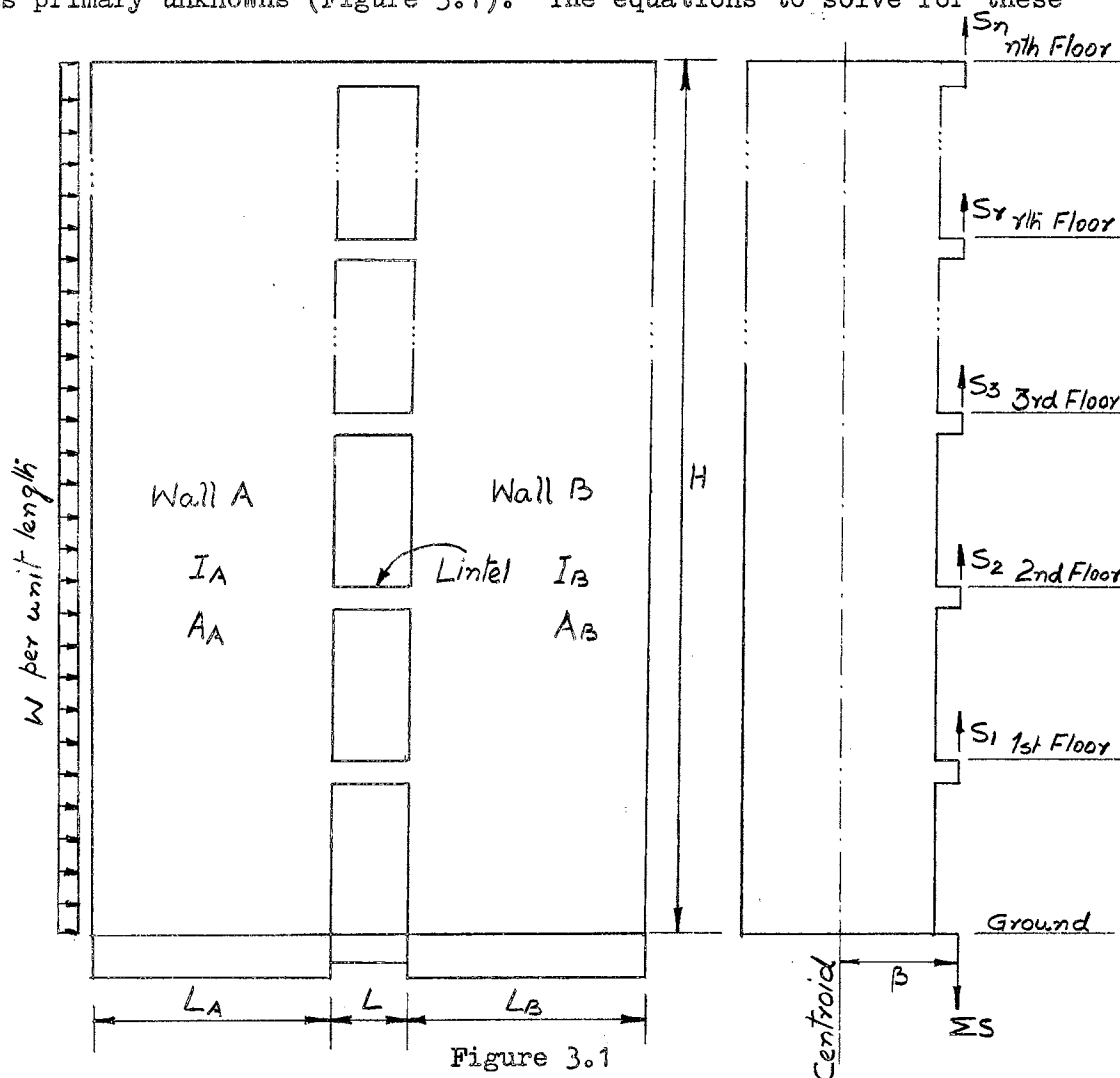 s primary unknowns (Figure 3.1). The equations to solve for these
Sn nth Floor
Sr rth Floor
S3 3rd Floor
W per unit length
Wall A
Wall B
H
IA
Lintel
IB
S2 2nd Floor
AA
AB
S1 1st Floor
Ground
LA
L
LB
Centroid
β
ΣS
Figure 3.1